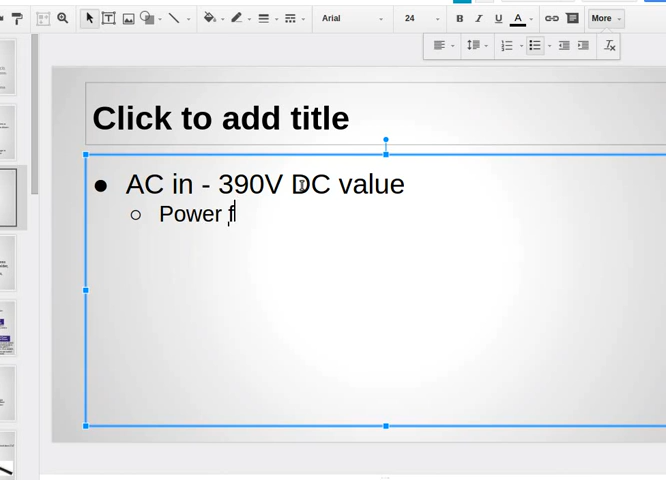 Arial 24 B I U A More
Click to add title
● AC in - 390V DC value
○ Power f